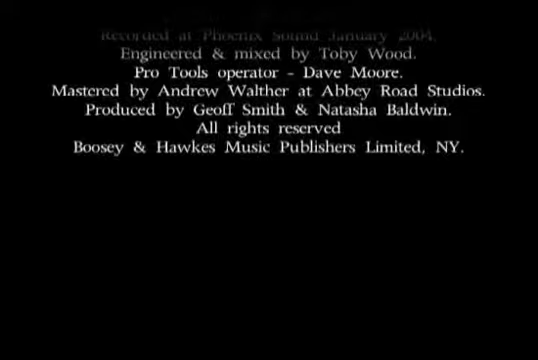 Recorded at Phoenix Sound January 2004.
Engineered & mixed by Toby Wood.
Pro Tools operator - Dave Moore.
Mastered by Andrew Walther at Abbey Road Studios.
Produced by Geoff Smith & Natasha Baldwin.
All rights reserved
Boosey & Hawkes Music Publishers Limited, NY.